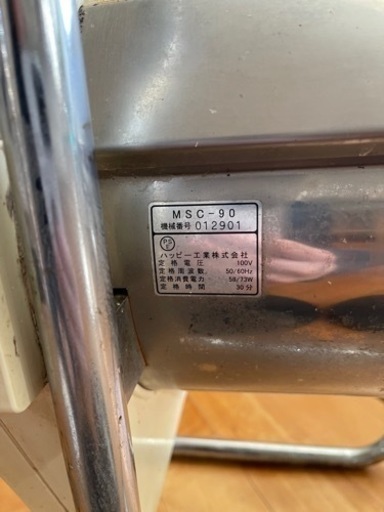 MSC-90
機械番号 012901
PS
E
ハッピー工業株式会社
定格電圧 100V
定格周波数 50/60Hz
定格消費電力 58/73W
定格時間 30分